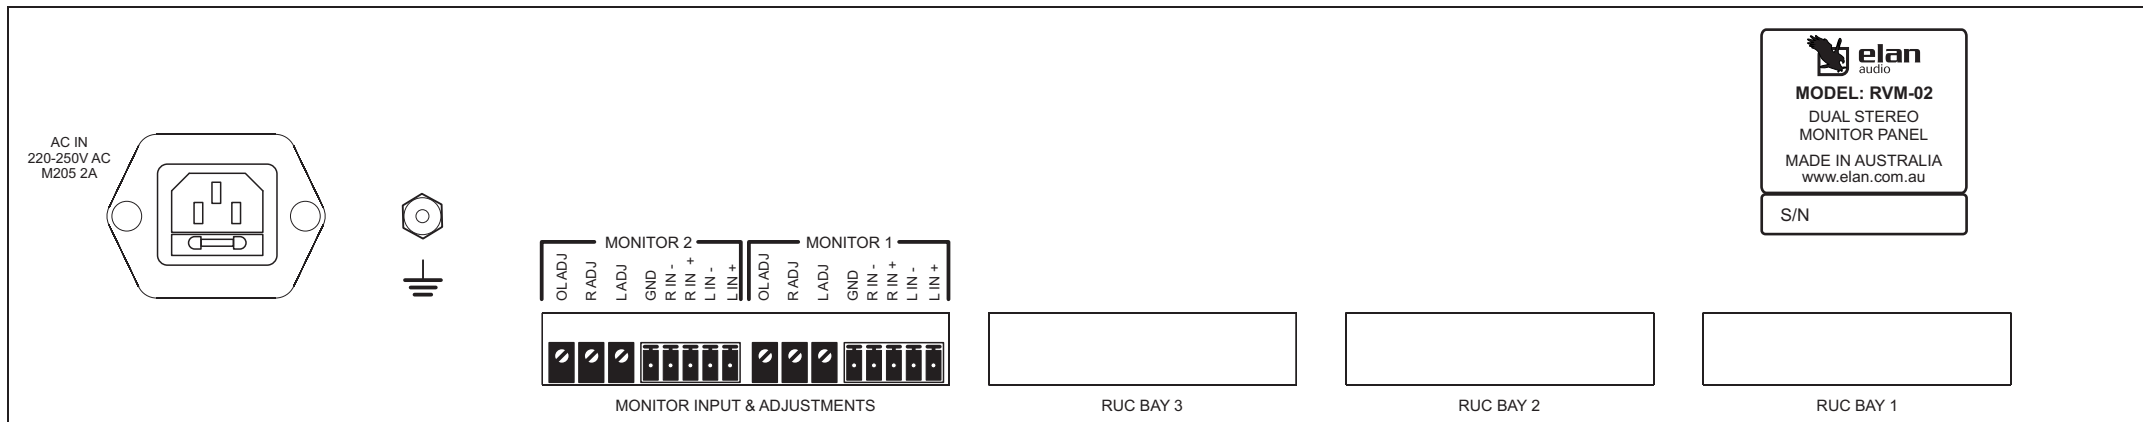 elan
audio
MODEL: RVM-02
DUAL STEREO
MONITOR PANEL
MADE IN AUSTRALIA
www.elan.com.au
S/N
AC IN
220-250V AC
M205 2A
MONITOR 2
MONITOR 1
OL ADJ
R ADJ
L ADJ
GND
R IN -
R IN +
L IN -
L IN +
OL ADJ
R ADJ
L ADJ
GND
R IN -
R IN +
L IN -
L IN +
MONITOR INPUT & ADJUSTMENTS
RUC BAY 3
RUC BAY 2
RUC BAY 1